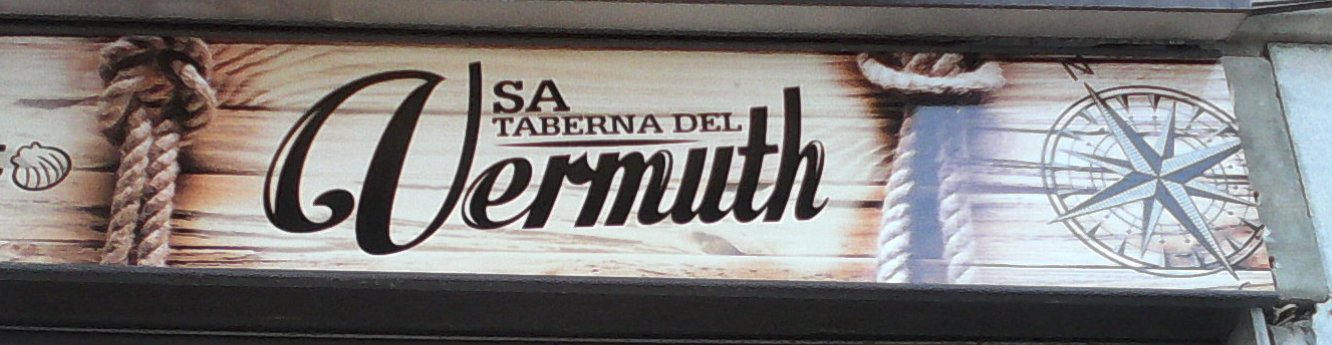 SA
TABERNA DEL
Vermuth
N